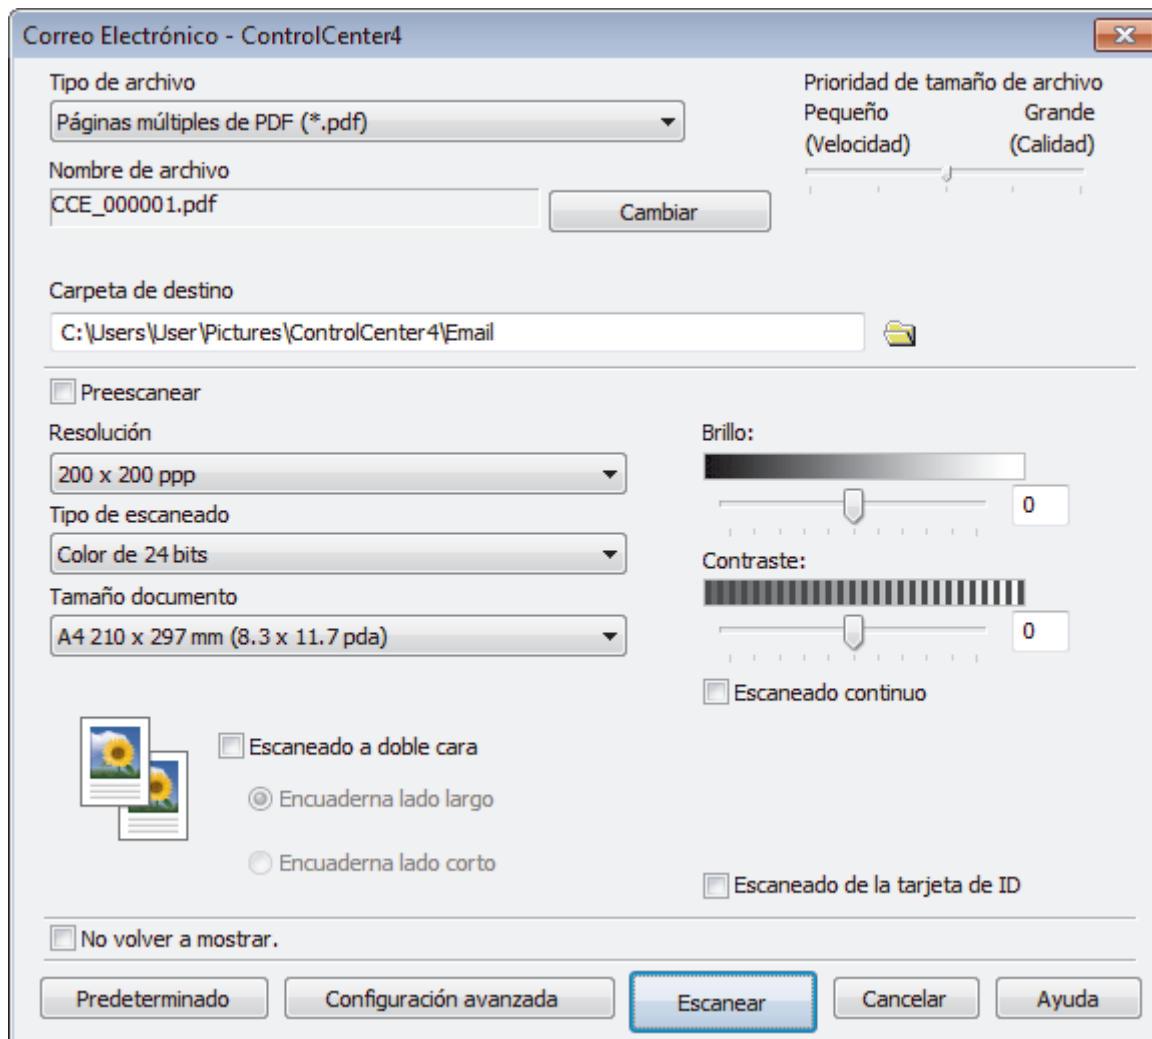 Correo Electrónico - ControlCenter4
Tipo de archivo
Páginas múltiples de PDF (*.pdf)
Prioridad de tamaño de archivo
Pequeño Grande
(Velocidad) (Calidad)
Nombre de archivo
CCE_000001.pdf
Cambiar
Carpeta de destino
C:\Users\User\Pictures\ControlCenter4\Email
Preescanear
Resolución
200 x 200 ppp
Tipo de escaneado
Color de 24 bits
Tamaño documento
A4 210 x 297 mm (8.3 x 11.7 pda)
Brillo:
0
Contraste:
0
Escaneado continuo
Escaneado a doble cara
Encuaderna lado largo
Encuaderna lado corto
Escaneado de la tarjeta de ID
No volver a mostrar.
Predeterminado Configuración avanzada Escanear Cancelar Ayuda